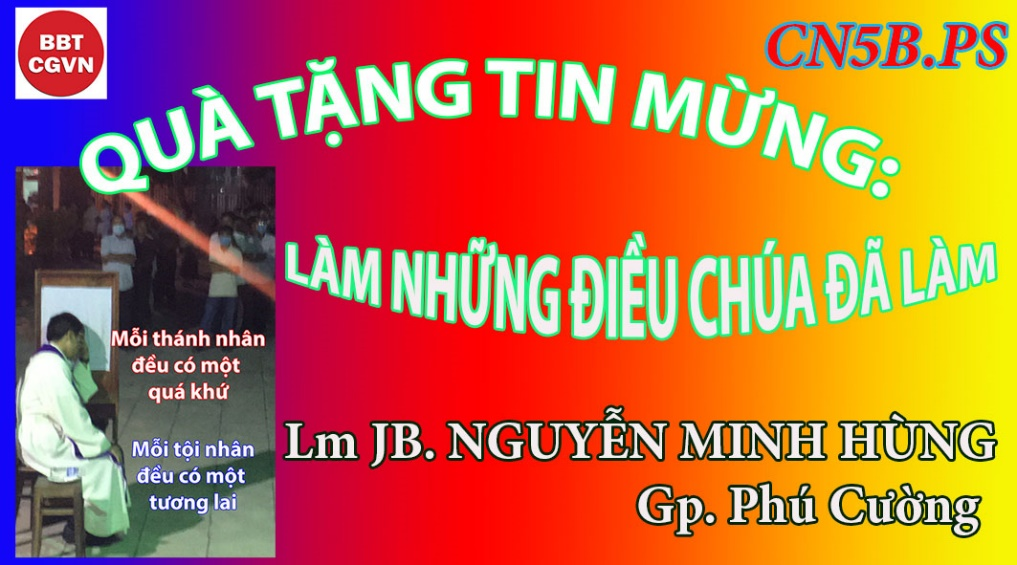 BBT
CGVN
CN5B.PS
QUÀ TẶNG TIN MỪNG:
LÀM NHỮNG ĐIỀU CHÚA ĐÃ LÀM
Mỗi thánh nhân
đều có một
quá khứ
Mỗi tội nhân
đều có một
tương lai
Lm JB. NGUYỄN MINH HÙNG
Gp. Phú Cường